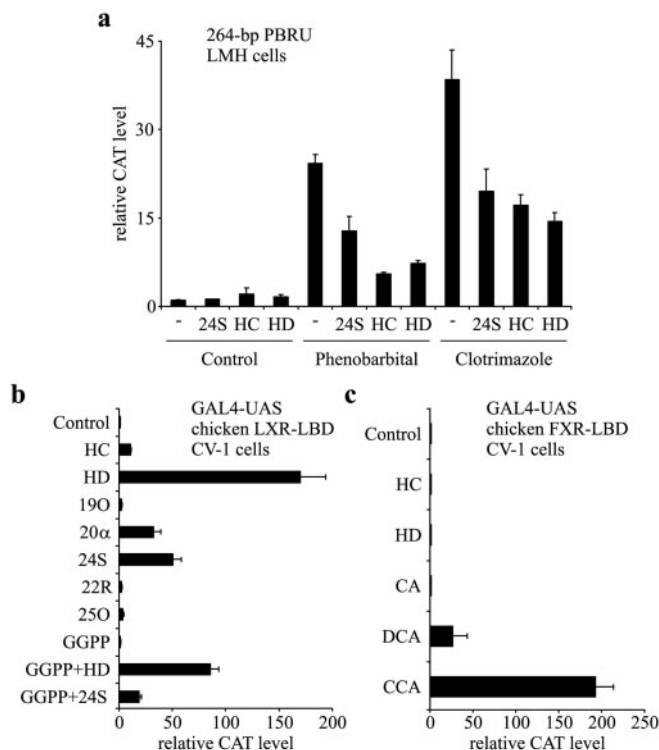 a
264-bp PBRU
LMH cells
relative CAT level
45
30
15
0
- 24S HC HD - 24S HC HD - 24S HC HD
Control Phenobarbital Clotrimazole
b
GAL4-UAS
chicken LXR-LBD
CV-1 cells
Control
HC
HD
19O
20α
24S
22R
25O
GGPP
GGPP+HD
GGPP+24S
0 50 100 150 200
relative CAT level
c
GAL4-UAS
chicken FXR-LBD
CV-1 cells
Control
HC
HD
CA
DCA
CCA
0 50 100 150 200 250
relative CAT level